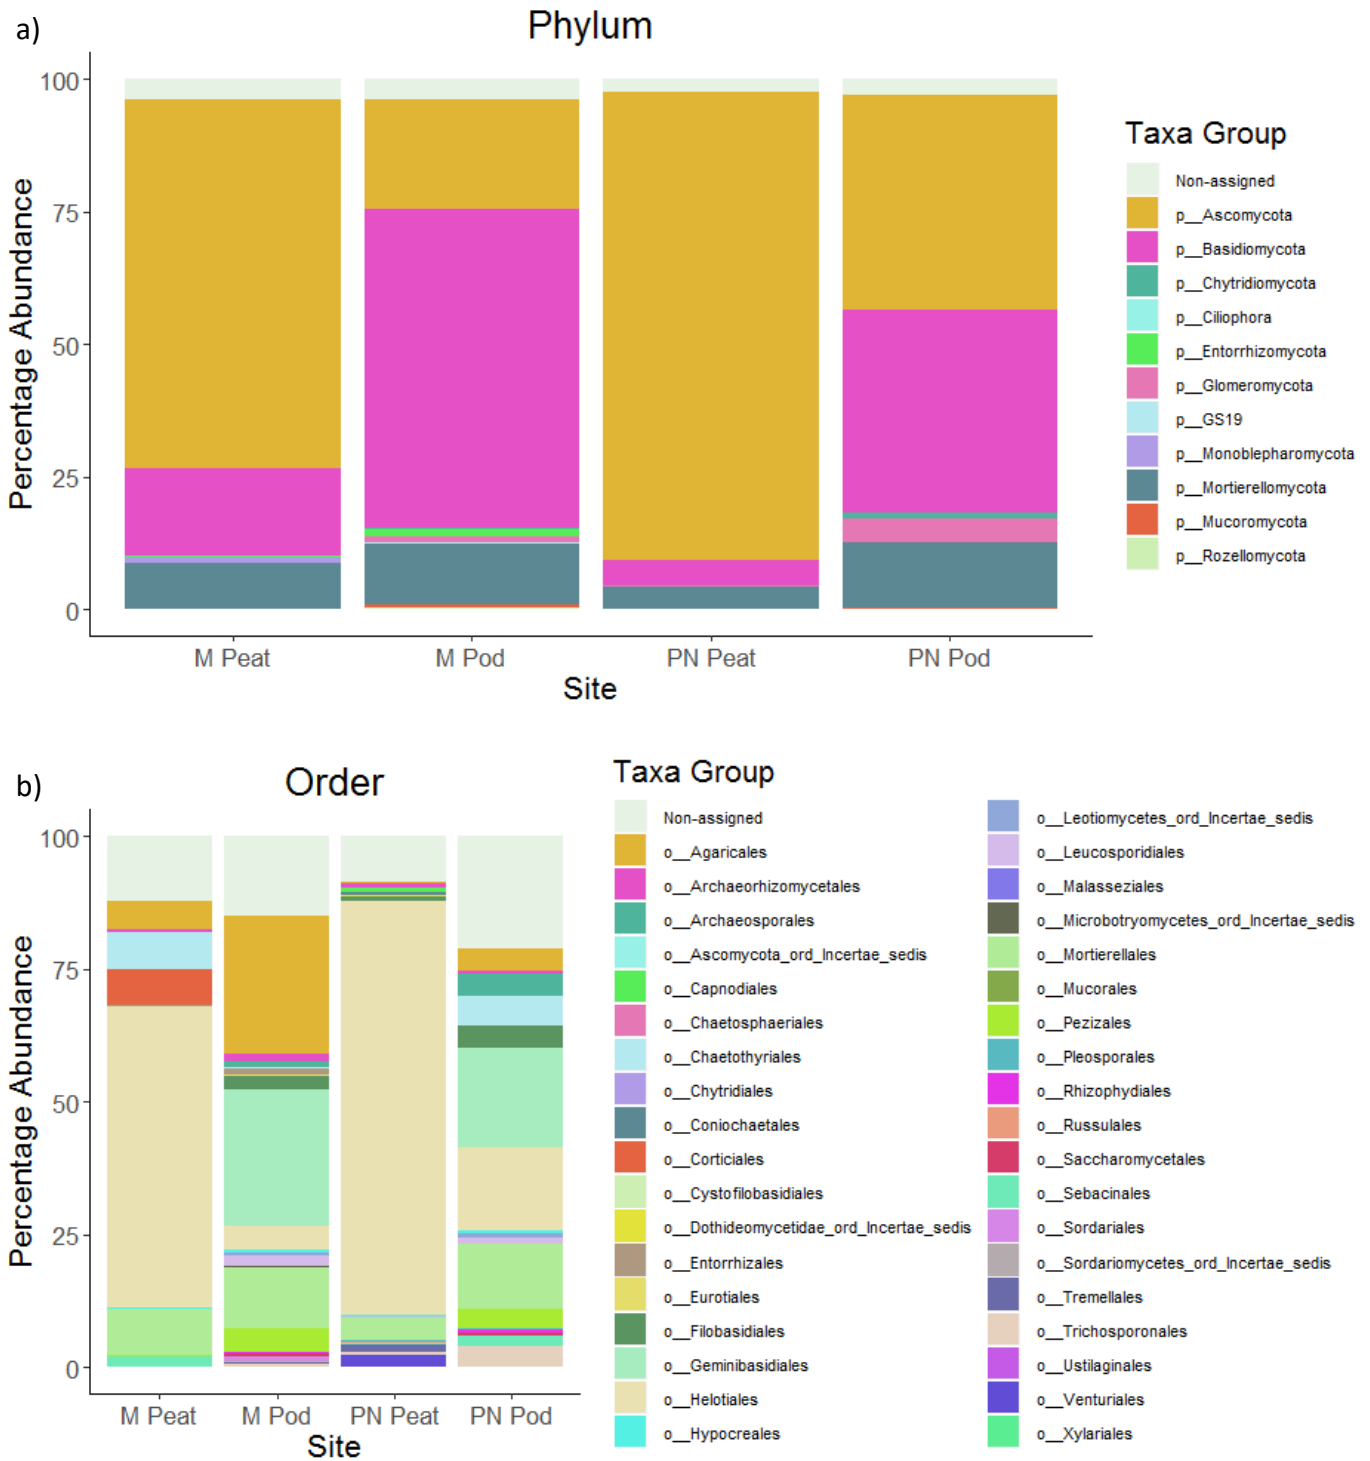 a)
Phylum
100
75
50
25
0
Percentage Abundance
M Peat
M Pod
PN Peat
PN Pod
Site
Taxa Group
Non-assigned
p__Ascomycota
p__Basidiomycota
p__Chytridiomycota
p__Ciliophora
p__Entorrhizomycota
p__Glomeromycota
p__GS19
p__Monoblepharomycota
p__Mortierellomycota
p__Mucoromycota
p__Rozellomycota
b)
Order
100
75
50
25
0
Percentage Abundance
M Peat
M Pod
PN Peat
PN Pod
Site
Taxa Group
Non-assigned
o__Agaricales
o__Archaeorhizomycetales
o__Archaeosporales
o__Ascomycota_ord_Incertae_sedis
o__Capnodiales
o__Chaetosphaeriales
o__Chaetothyriales
o__Chytridiales
o__Coniochaetales
o__Corticiales
o__Cystofilobasidiales
o__Dothideomycetidae_ord_Incertae_sedis
o__Entorrhizales
o__Eurotiales
o__Filobasidiales
o__Geminibasidiales
o__Helotiales
o__Hypocreales
o__Leotiomycetes_ord_Incertae_sedis
o__Leucosporidiales
o__Malasseziales
o__Microbotryomycetes_ord_Incertae_sedis
o__Mortierellales
o__Mucorales
o__Pezizales
o__Pleosporales
o__Rhizophydiales
o__Russulales
o__Saccharomycetales
o__Sebacinales
o__Sordariales
o__Sordariomycetes_ord_Incertae_sedis
o__Tremellales
o__Trichosporonales
o__Ustilaginales
o__Venturiales
o__Xylariales